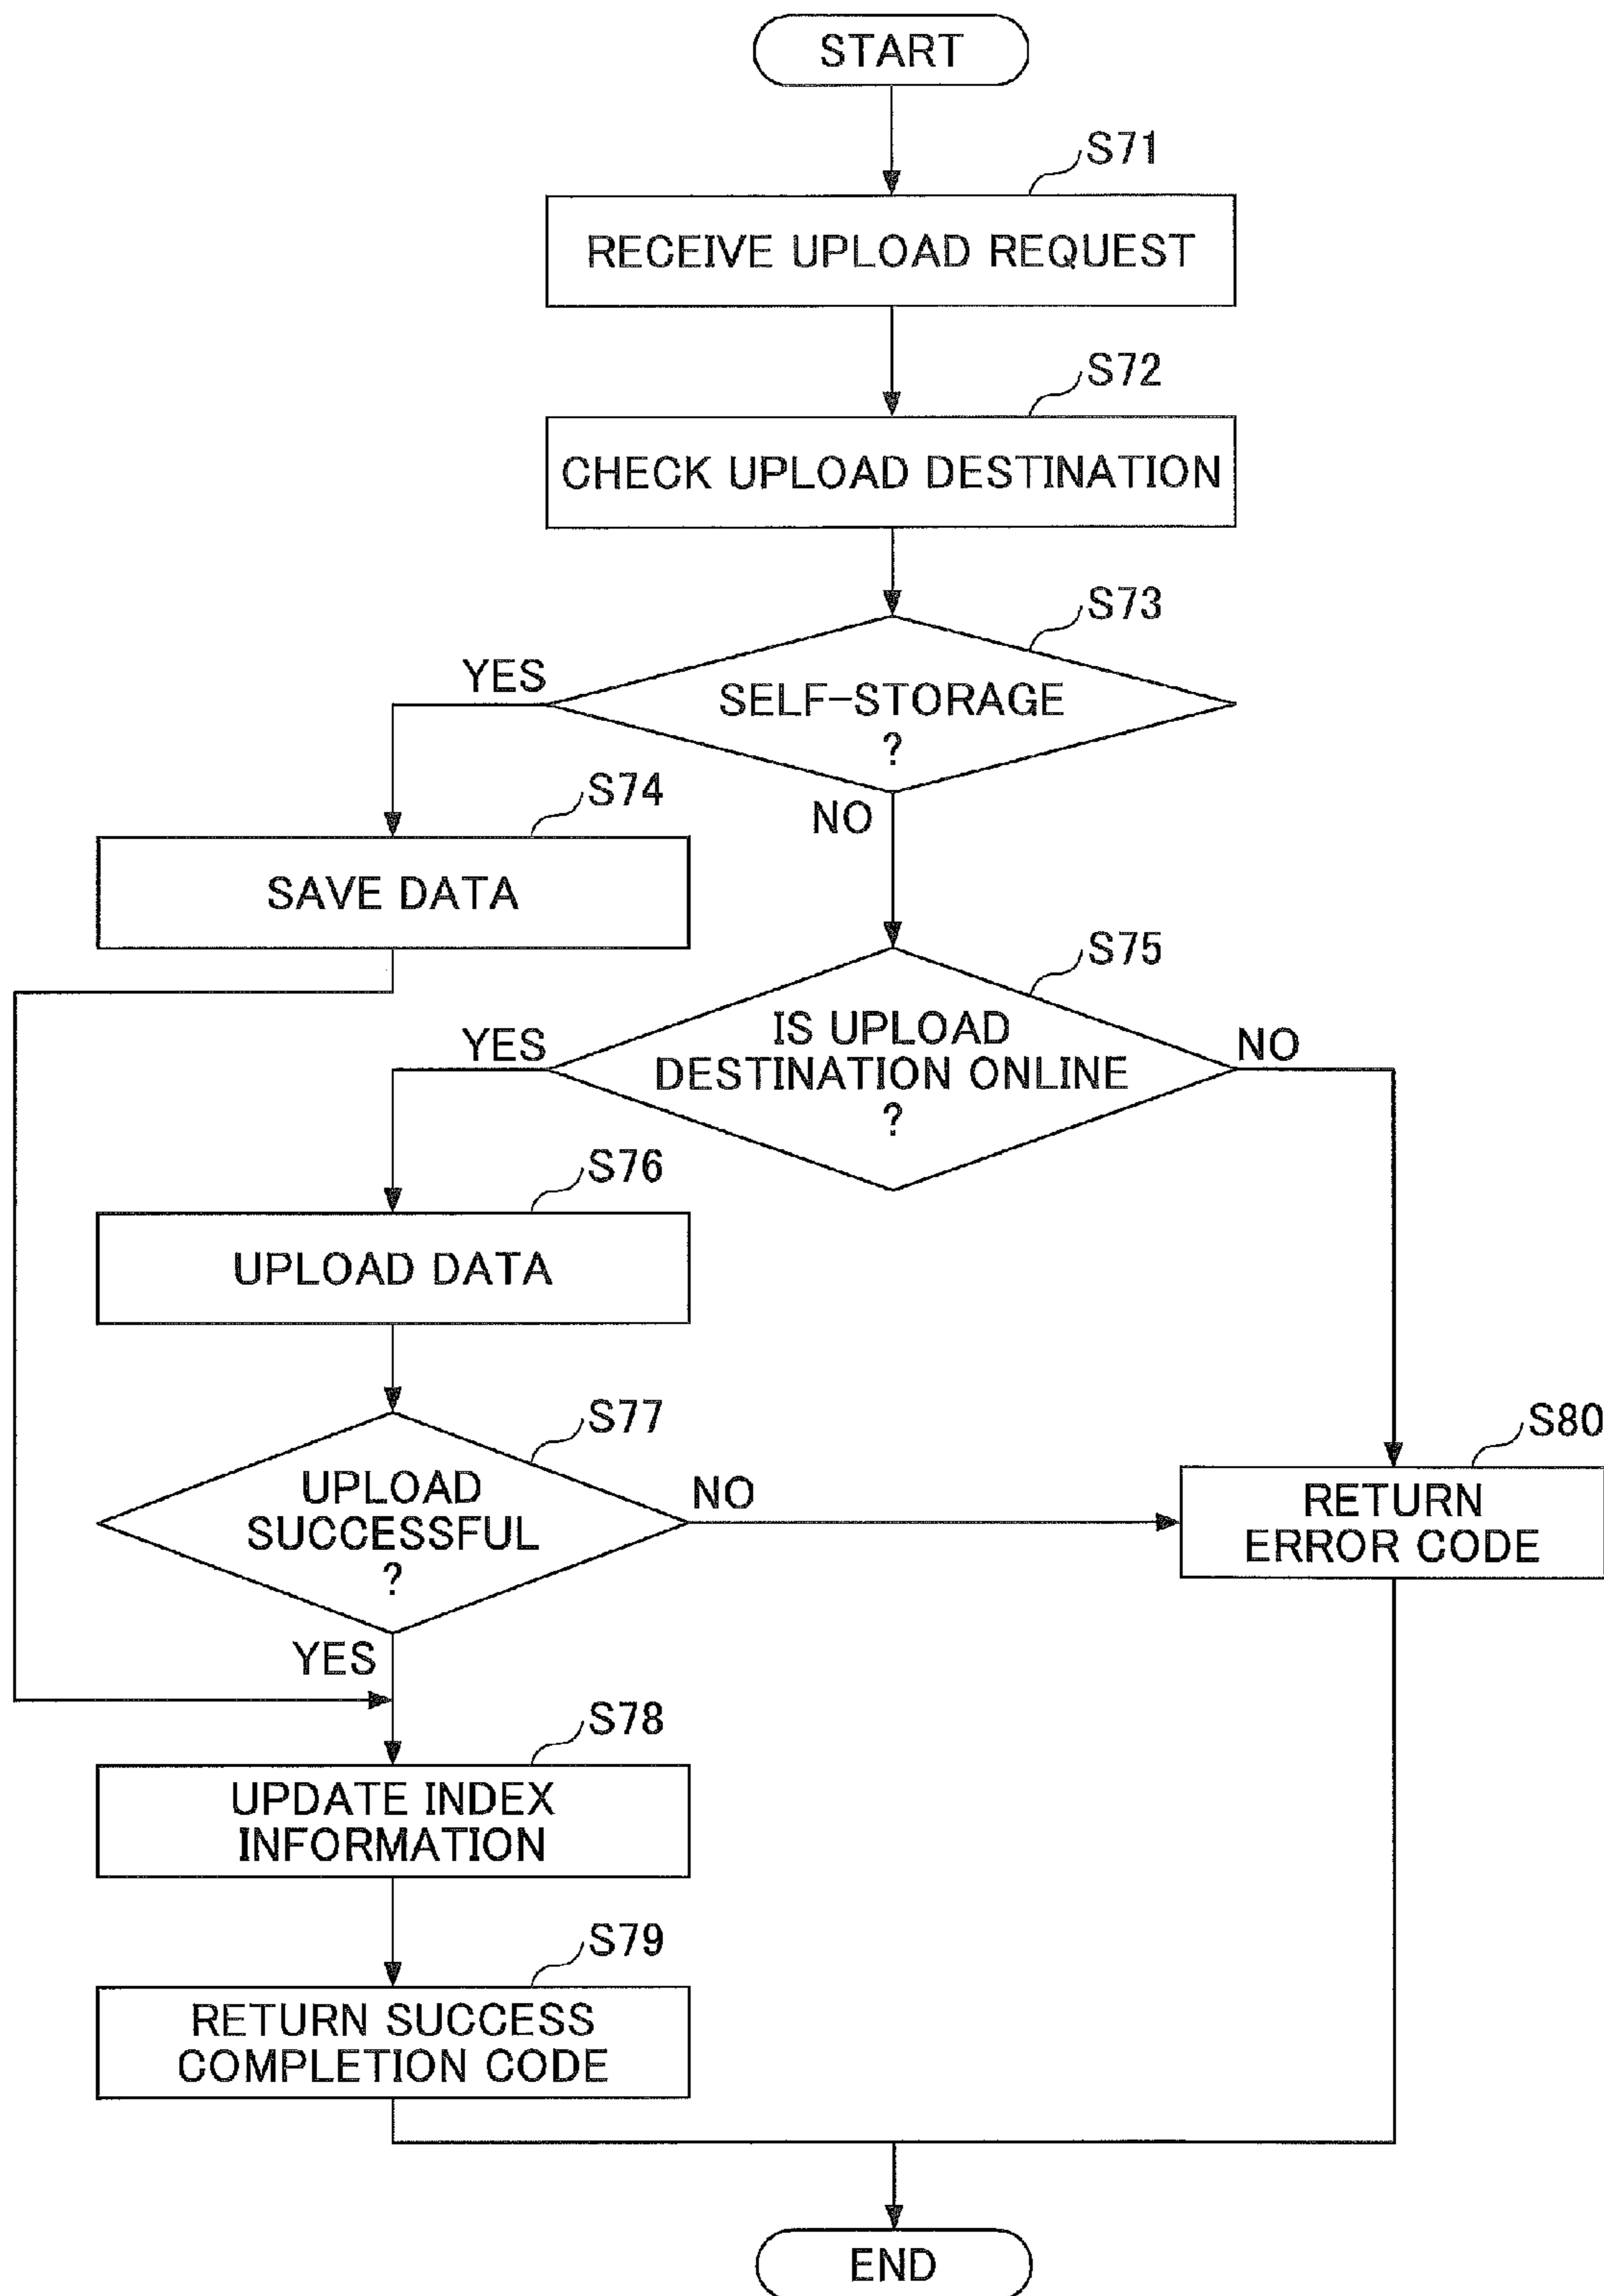 START
S71
RECEIVE UPLOAD REQUEST
S72
CHECK UPLOAD DESTINATION
S73
YES
SELF-STORAGE
?
NO
S74
SAVE DATA
S75
YES
IS UPLOAD
DESTINATION ONLINE
?
NO
S76
UPLOAD DATA
S77
UPLOAD
SUCCESSFUL
?
NO
YES
S80
RETURN
ERROR CODE
S78
UPDATE INDEX
INFORMATION
S79
RETURN SUCCESS
COMPLETION CODE
END